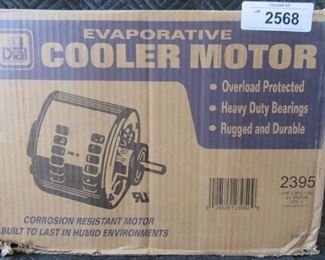 2568
Dial
EVAPORATIVE
COOLER MOTOR
• Overload Protected
• Heavy Duty Bearings
• Rugged and Durable
2395
CORROSION RESISTANT MOTOR
BUILT TO LAST IN HUMID ENVIRONMENTS